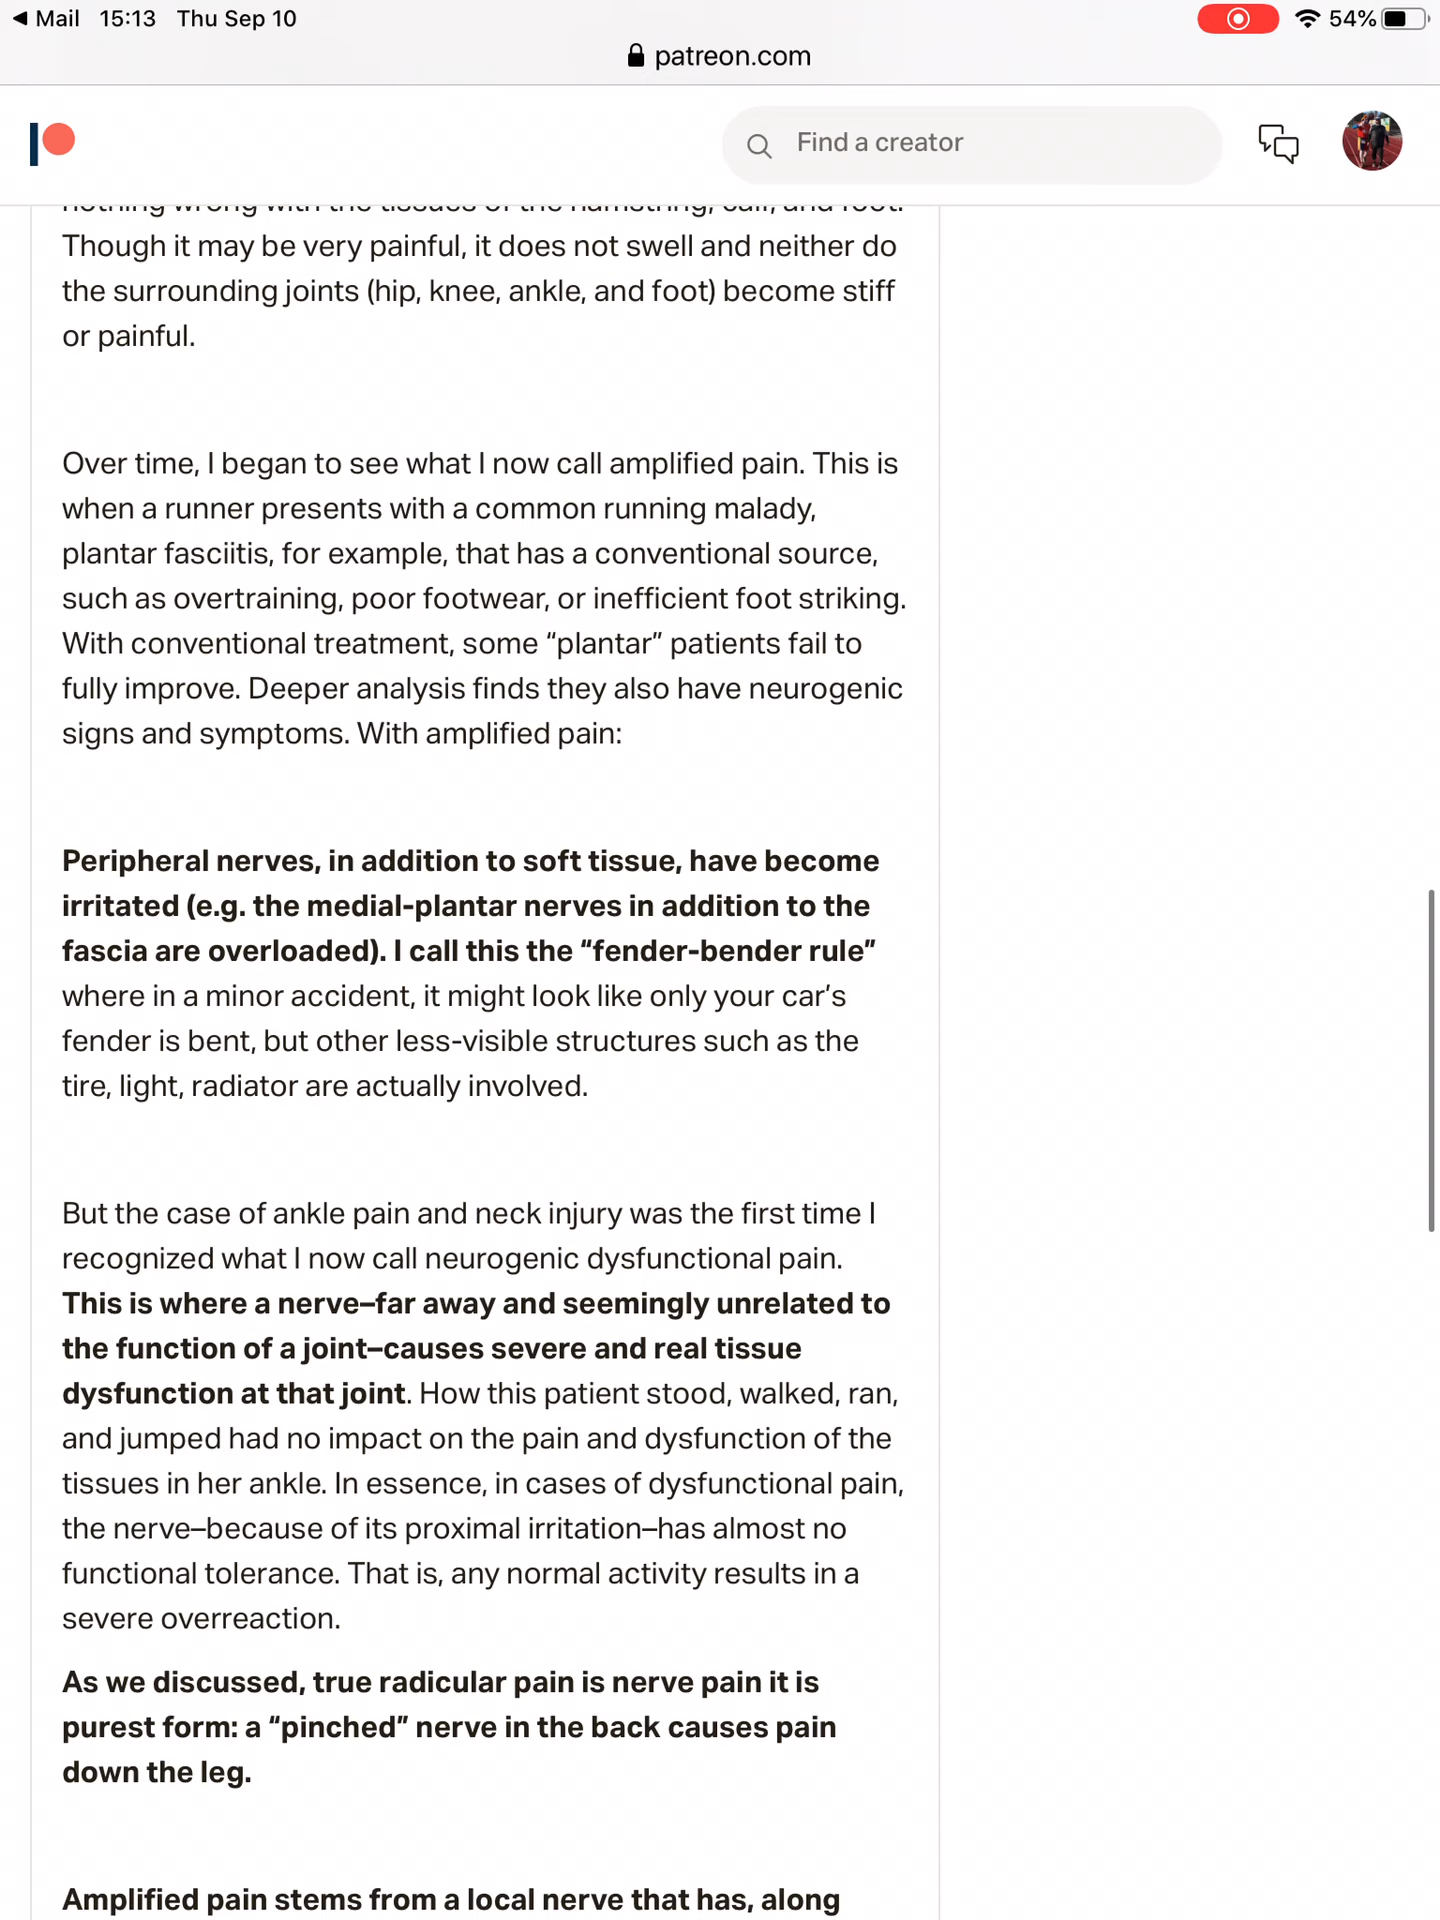 Mail 15:13 Thu Sep 10
54%
patreon.com
Find a creator
nothing wrong with the tissues of the hamstring, calf, and foot.
Though it may be very painful, it does not swell and neither do
the surrounding joints (hip, knee, ankle, and foot) become stiff
or painful.
Over time, I began to see what I now call amplified pain. This is
when a runner presents with a common running malady,
plantar fasciitis, for example, that has a conventional source,
such as overtraining, poor footwear, or inefficient foot striking.
With conventional treatment, some “plantar” patients fail to
fully improve. Deeper analysis finds they also have neurogenic
signs and symptoms. With amplified pain:
Peripheral nerves, in addition to soft tissue, have become
irritated (e.g. the medial-plantar nerves in addition to the
fascia are overloaded). I call this the “fender-bender rule”
where in a minor accident, it might look like only your car’s
fender is bent, but other less-visible structures such as the
tire, light, radiator are actually involved.
But the case of ankle pain and neck injury was the first time I
recognized what I now call neurogenic dysfunctional pain.
This is where a nerve–far away and seemingly unrelated to
the function of a joint–causes severe and real tissue
dysfunction at that joint. How this patient stood, walked, ran,
and jumped had no impact on the pain and dysfunction of the
tissues in her ankle. In essence, in cases of dysfunctional pain,
the nerve–because of its proximal irritation–has almost no
functional tolerance. That is, any normal activity results in a
severe overreaction.
As we discussed, true radicular pain is nerve pain it is
purest form: a “pinched” nerve in the back causes pain
down the leg.
Amplified pain stems from a local nerve that has, along